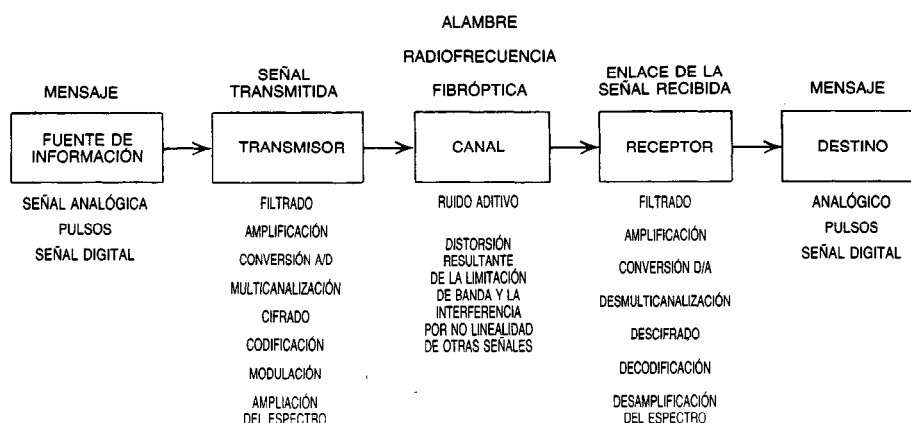 ALAMBRE
RADIOFRECUENCIA
FIBRÓPTICA
MENSAJE
SEÑAL
TRANSMITIDA
ENLACE DE LA
SEÑAL RECIBIDA
MENSAJE
FUENTE DE
INFORMACIÓN
TRANSMISOR
CANAL
RECEPTOR
DESTINO
SEÑAL ANALÓGICA
PULSOS
SEÑAL DIGITAL
FILTRADO
AMPLIFICACIÓN
CONVERSIÓN A/D
MULTICANALIZACIÓN
CIFRADO
CODIFICACIÓN
MODULACIÓN
AMPLIACIÓN
DEL ESPECTRO
RUIDO ADITIVO
DISTORSIÓN
RESULTANTE
DE LA LIMITACIÓN
DE BANDA Y LA
INTERFERENCIA
POR NO LINEALIDAD
DE OTRAS SEÑALES
FILTRADO
AMPLIFICACIÓN
CONVERSIÓN D/A
DESMULTICANALIZACIÓN
DESCIFRADO
DECODIFICACIÓN
DESAMPLIFICACIÓN
DEL ESPECTRO
ANALÓGICO
PULSOS
SEÑAL DIGITAL